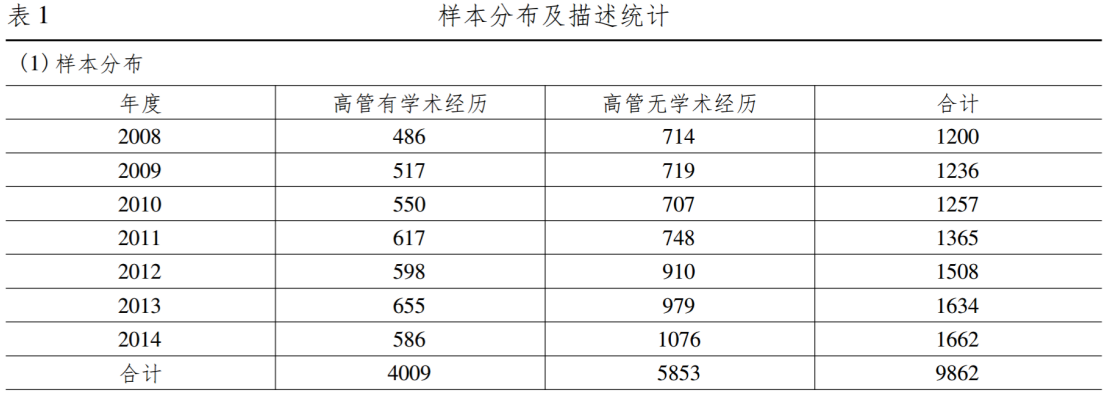 表1 样本分布及描述统计
(1)样本分布
年度 高管有学术经历 高管无学术经历 合计
2008 486 714 1200
2009 517 719 1236
2010 550 707 1257
2011 617 748 1365
2012 598 910 1508
2013 655 979 1634
2014 586 1076 1662
合计 4009 5853 9862